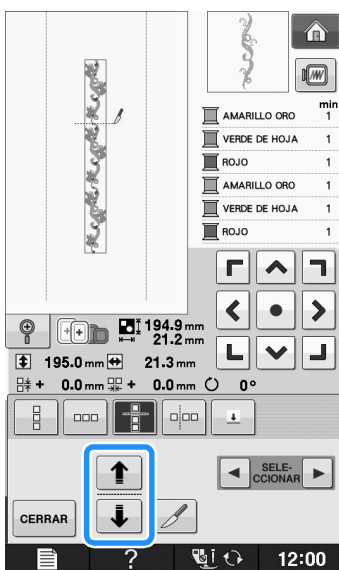 min
AMARILLO ORO 1
VERDE DE HOJA 1
ROJO 1
AMARILLO ORO 1
VERDE DE HOJA 1
ROJO 1
194.9 mm
21.2 mm
195.0 mm 21.3 mm
+ 0.0 mm + 0.0 mm 0°
SELE-
CCIONAR
CERRAR
? 12:00